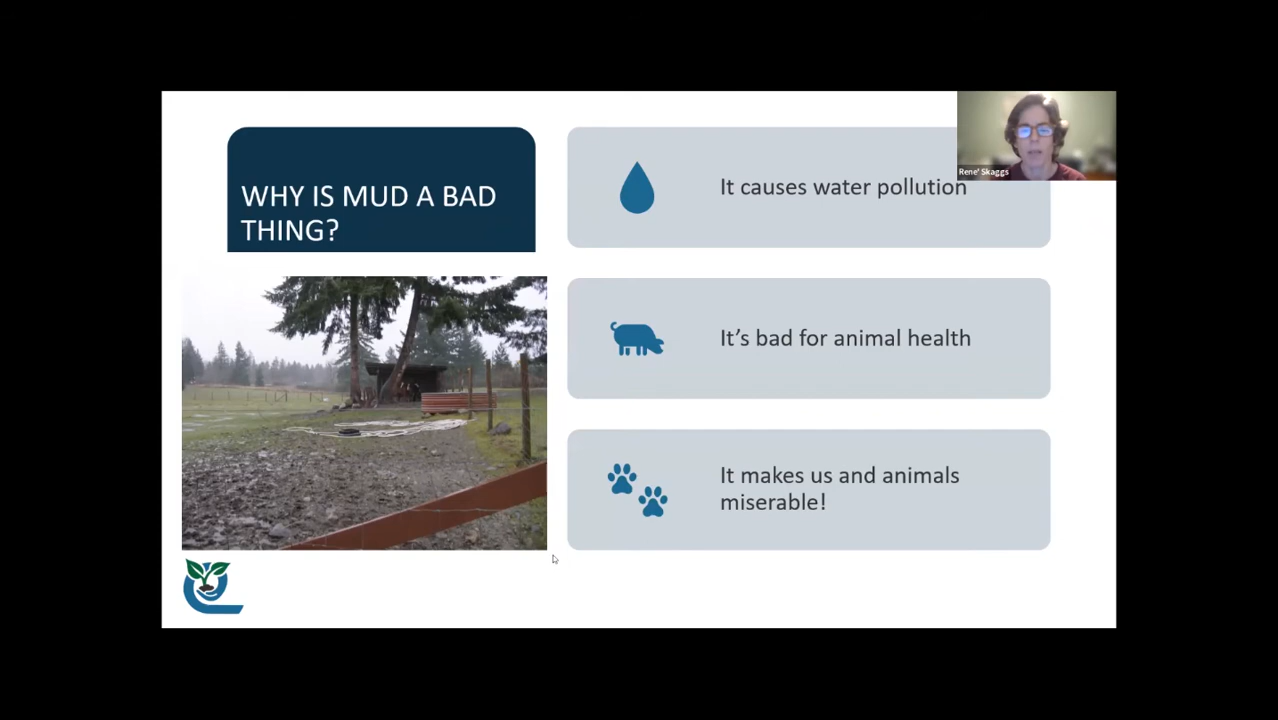 WHY IS MUD A BAD
THING?
It causes water pollution
Rene' Skaggs
It's bad for animal health
It makes us and animals
miserable!